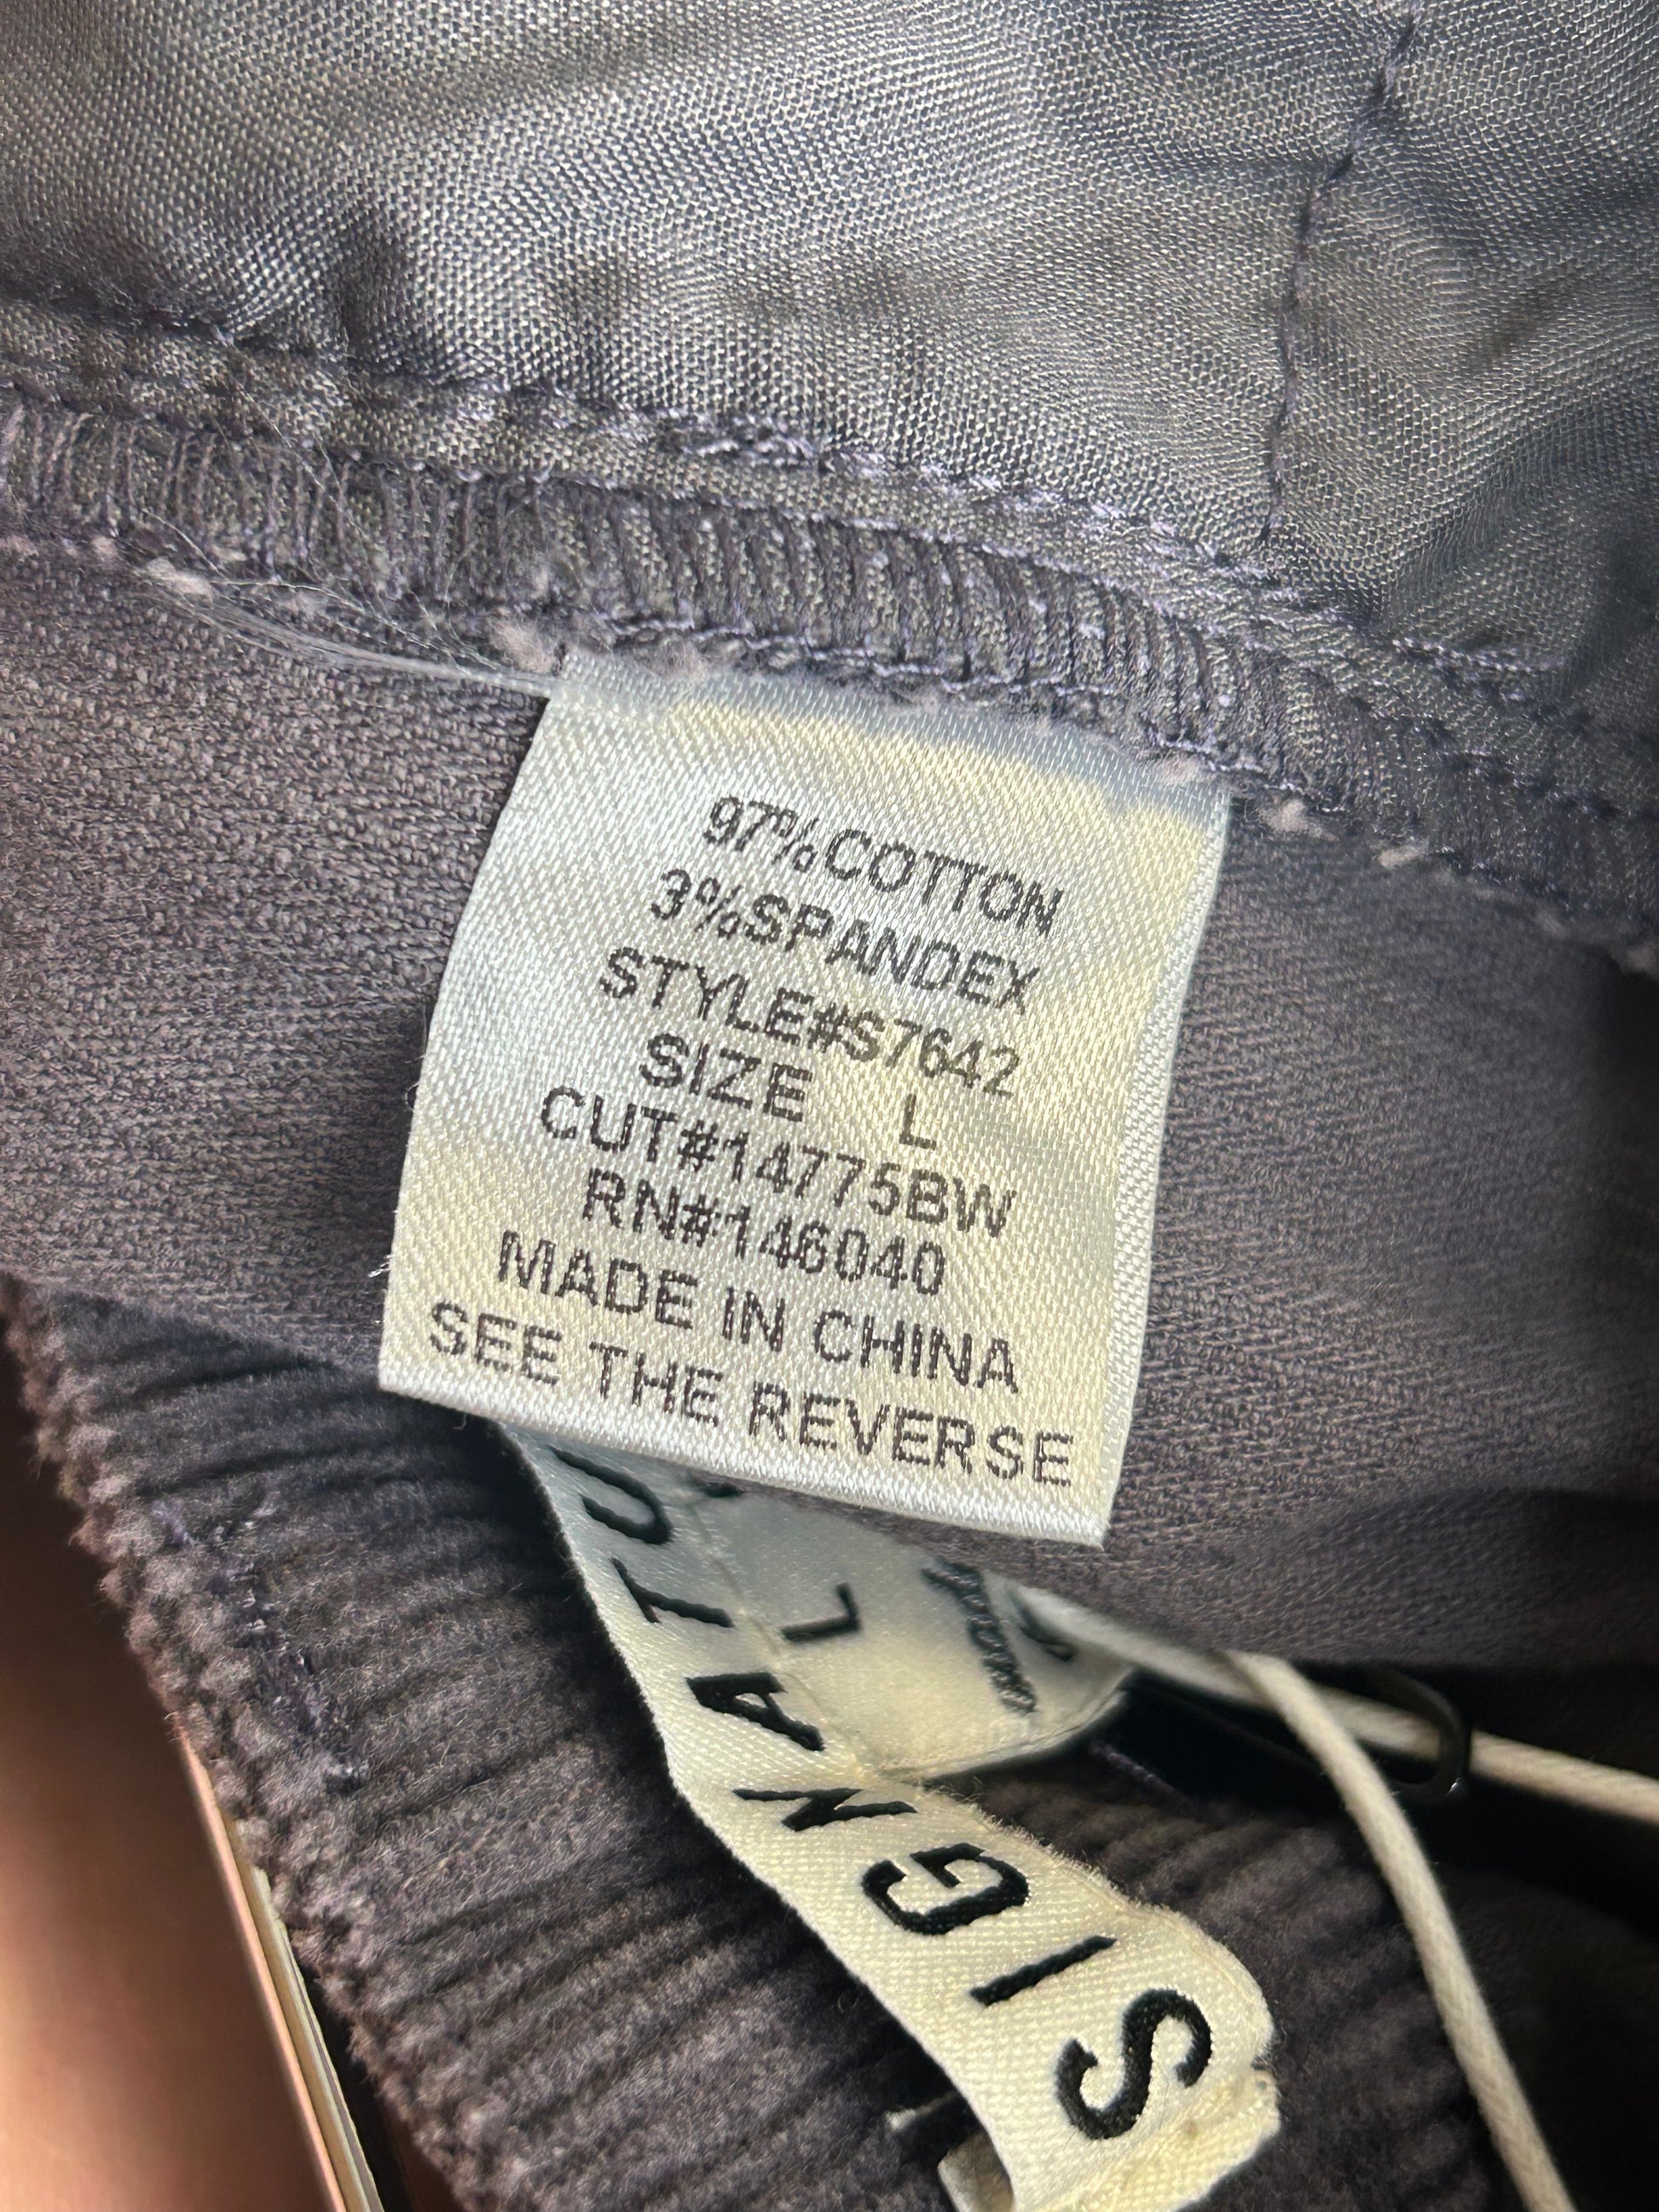 97%COTTON
3%SPANDEX
STYLE#S7642
SIZE L
CUT#14775BW
RN#146040
MADE IN CHINA
SEE THE REVERSE
L
SIGNATU